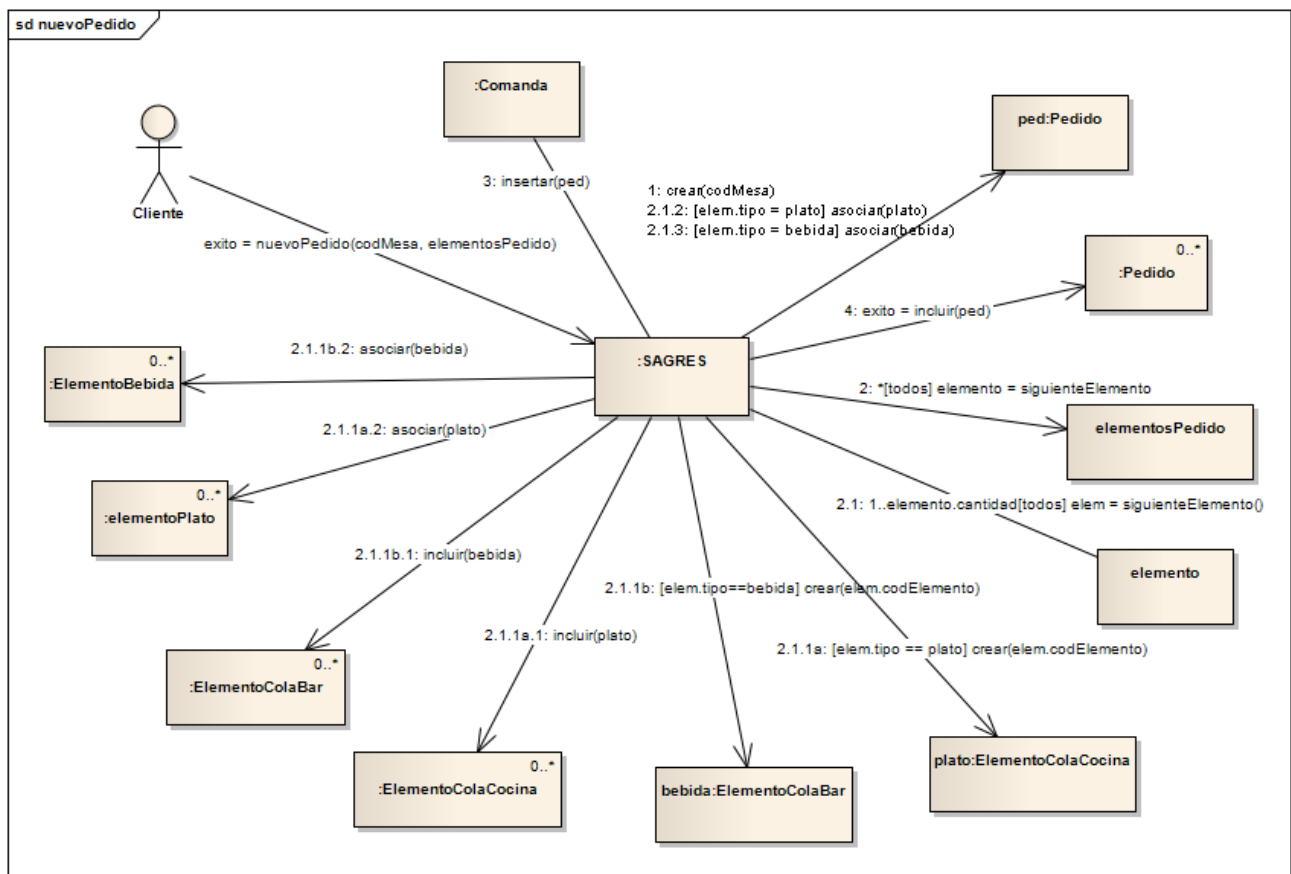 sd nuevoPedido
:Comanda
ped:Pedido
3: insertar(ped)
1: crear(codMesa)
2.1.2: [elem.tipo = plato] asociar(plato)
2.1.3: [elem.tipo = bebida] asociar(bebida)
Cliente
exito = nuevoPedido(codMesa, elementosPedido)
0..*
:Pedido
4: exito = incluir(ped)
:SAGRES
2.1.1b.2: asociar(bebida)
0..*
:ElementoBebida
2: *[todos] elemento = siguienteElemento
elementosPedido
2.1.1a.2: asociar(plato)
0..*
:elementoPlato
2.1: 1..elemento.cantidad[todos] elem = siguienteElemento()
elemento
2.1.1b.1: incluir(bebida)
2.1.1b: [elem.tipo==bebida] crear(elem.codElemento)
2.1.1a.1: incluir(plato)
2.1.1a: [elem.tipo == plato] crear(elem.codElemento)
0..*
:ElementoColaBar
0..*
:ElementoColaCocina
bebida:ElementoColaBar
plato:ElementoColaCocina